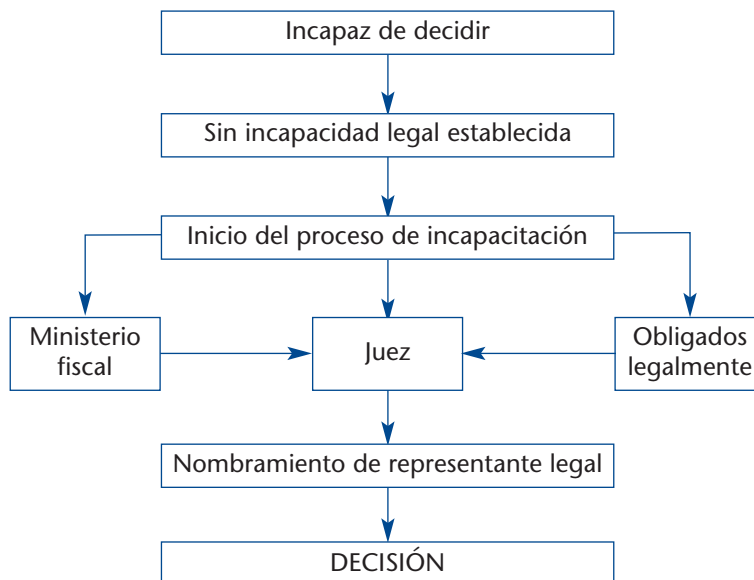 Incapaz de decidir
Sin incapacidad legal establecida
Inicio del proceso de incapacitación
Ministerio
fiscal
Juez
Obligados
legalmente
Nombramiento de representante legal
DECISIÓN